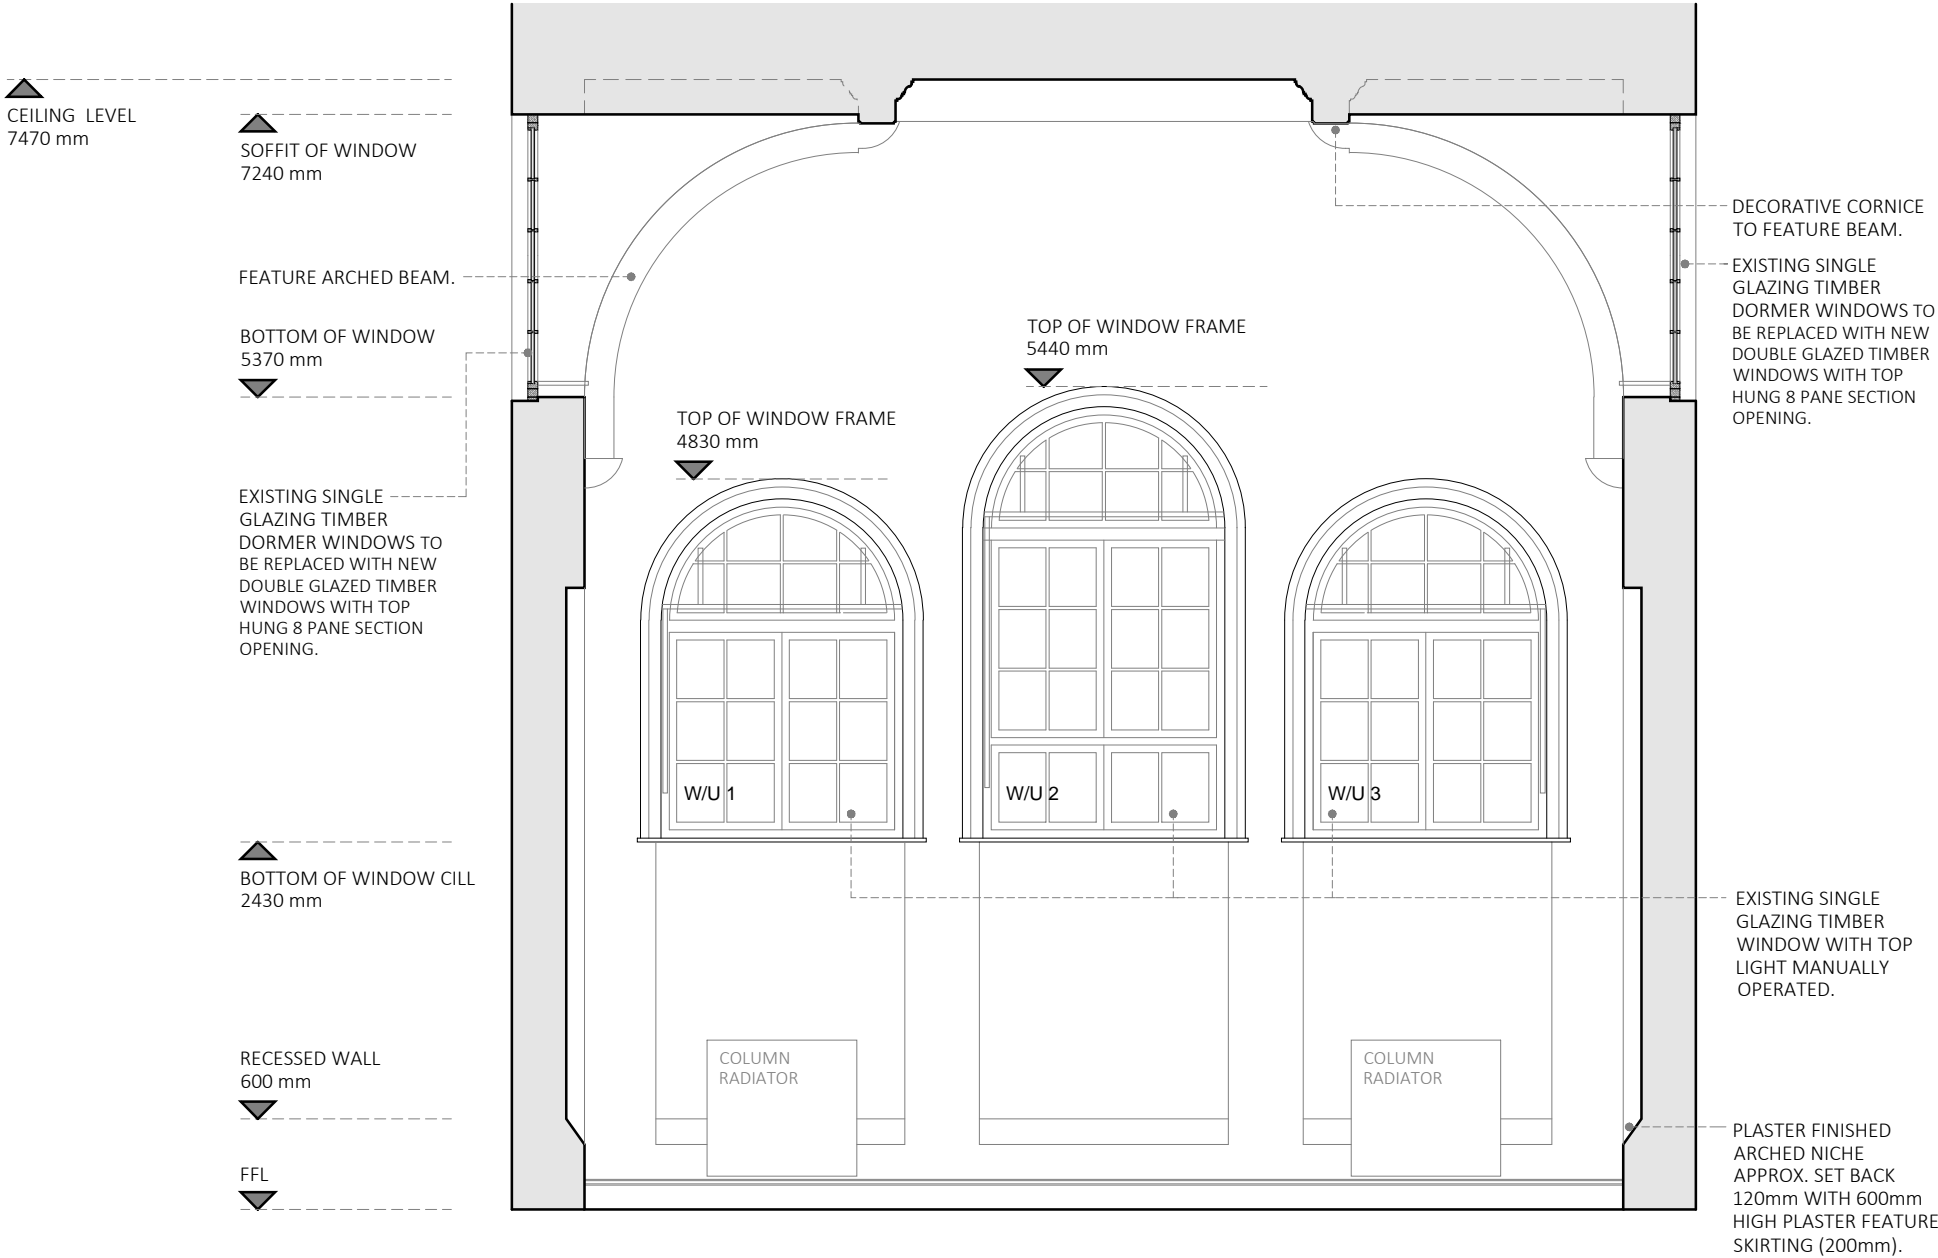 CEILING LEVEL
7470 mm
SOFFIT OF WINDOW
7240 mm
FEATURE ARCHED BEAM.
BOTTOM OF WINDOW
5370 mm
EXISTING SINGLE
GLAZING TIMBER
DORMER WINDOWS TO
BE REPLACED WITH NEW
DOUBLE GLAZED TIMBER
WINDOWS WITH TOP
HUNG 8 PANE SECTION
OPENING.
BOTTOM OF WINDOW CILL
2430 mm
RECESSED WALL
600 mm
FFL
TOP OF WINDOW FRAME
4830 mm
TOP OF WINDOW FRAME
5440 mm
W/U 1
W/U 2
W/U 3
COLUMN
RADIATOR
COLUMN
RADIATOR
DECORATIVE CORNICE
TO FEATURE BEAM.
EXISTING SINGLE
GLAZING TIMBER
DORMER WINDOWS TO
BE REPLACED WITH NEW
DOUBLE GLAZED TIMBER
WINDOWS WITH TOP
HUNG 8 PANE SECTION
OPENING.
EXISTING SINGLE
GLAZING TIMBER
WINDOW WITH TOP
LIGHT MANUALLY
OPERATED.
PLASTER FINISHED
ARCHED NICHE
APPROX. SET BACK
120mm WITH 600mm
HIGH PLASTER FEATURE
SKIRTING (200mm).